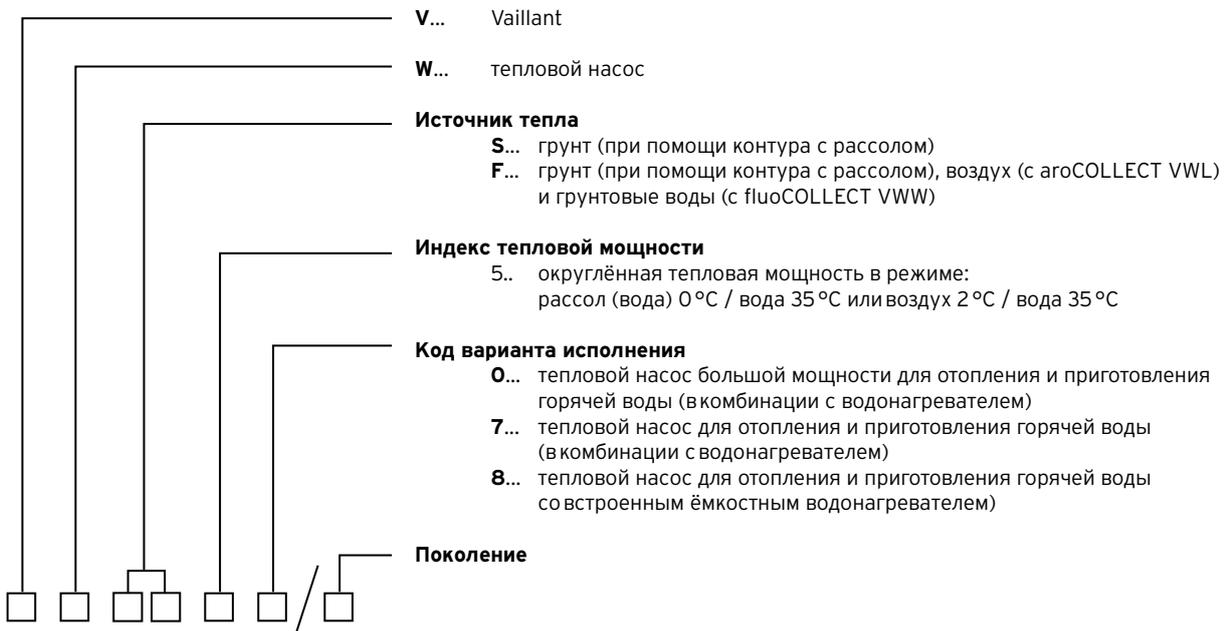 V... Vaillant
W... тепловой насос
Источник тепла
S... грунт (при помощи контура с рассолом)
F... грунт (при помощи контура с рассолом), воздух (с aroCOLLECT VWL)
и грунтовые воды (с fluoCOLLECT VWW)
Индекс тепловой мощности
5.. округлённая тепловая мощность в режиме:
рассол (вода) 0 °C / вода 35 °C или воздух 2 °C / вода 35 °C
Код варианта исполнения
0... тепловой насос большой мощности для отопления и приготовления
горячей воды (в комбинации с водонагревателем)
7... тепловой насос для отопления и приготовления горячей воды
(в комбинации с водонагревателем)
8... тепловой насос для отопления и приготовления горячей воды
со встроенным ёмкостным водонагревателем)
Поколение
/